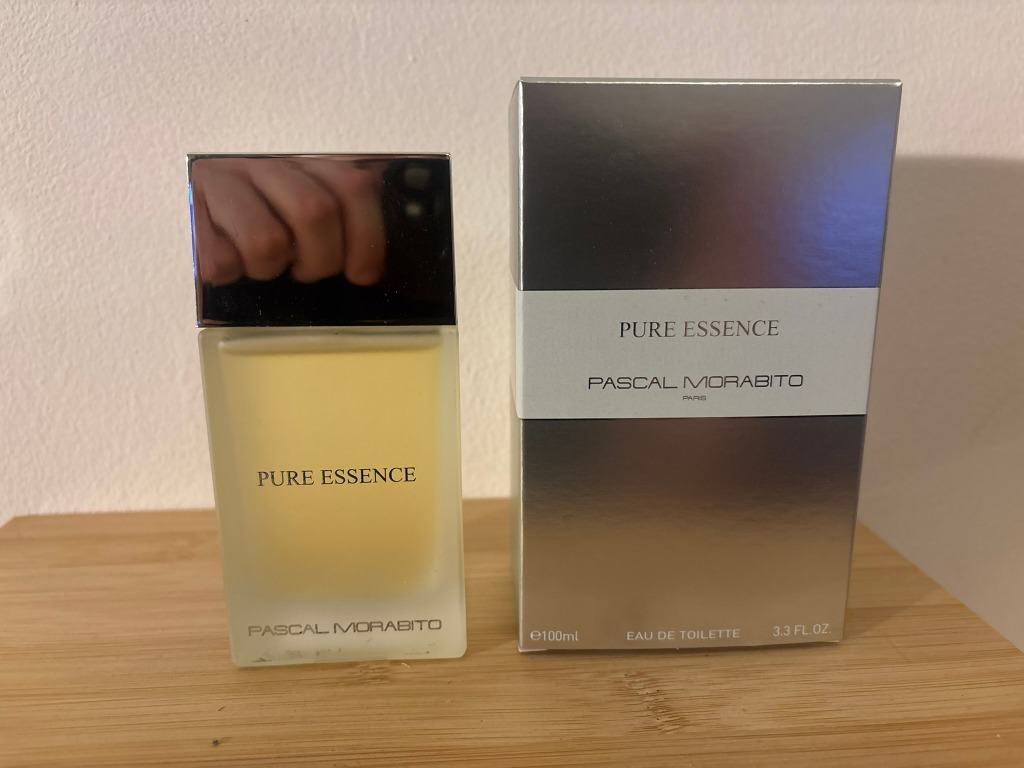 PURE ESSENCE
PASCAL MORABITO
PURE ESSENCE
PASCAL MORABITO
PARIS
℮100ml EAU DE TOILETTE 3.3 FL.OZ.